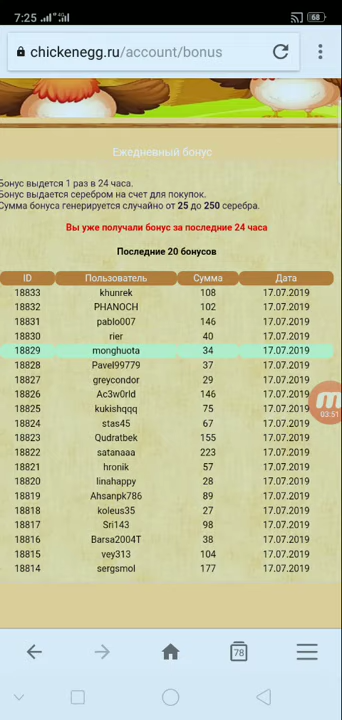 7:25
68
chickenegg.ru/account/bonus
Ежедневный бонус
Бонус выдется 1 раз в 24 часа.
Бонус выдается серебром на счет для покупок.
Сумма бонуса генерируется случайно от 25 до 250 серебра.
Вы уже получали бонус за последние 24 часа
Последние 20 бонусов
ID Пользователь Сумма Дата
18833 khunrek 108 17.07.2019
18832 PHANOCH 102 17.07.2019
18831 pablo007 146 17.07.2019
18830 rier 40 17.07.2019
18829 monghuota 34 17.07.2019
18828 Pavel99779 37 17.07.2019
18827 greycondor 29 17.07.2019
18826 Ac3w0rld 146 17.07.2019
18825 kukishqqq 75 17.07.2019
18824 stas45 67 17.07.2019
18823 Qudratbek 155 17.07.2019
18822 satanaaa 223 17.07.2019
18821 hronik 57 17.07.2019
18820 linahappy 28 17.07.2019
18819 Ahsanpk786 89 17.07.2019
18818 koleus35 27 17.07.2019
18817 Sri143 98 17.07.2019
18816 Barsa2004T 38 17.07.2019
18815 vey313 104 17.07.2019
18814 sergsmol 177 17.07.2019
03:51
78